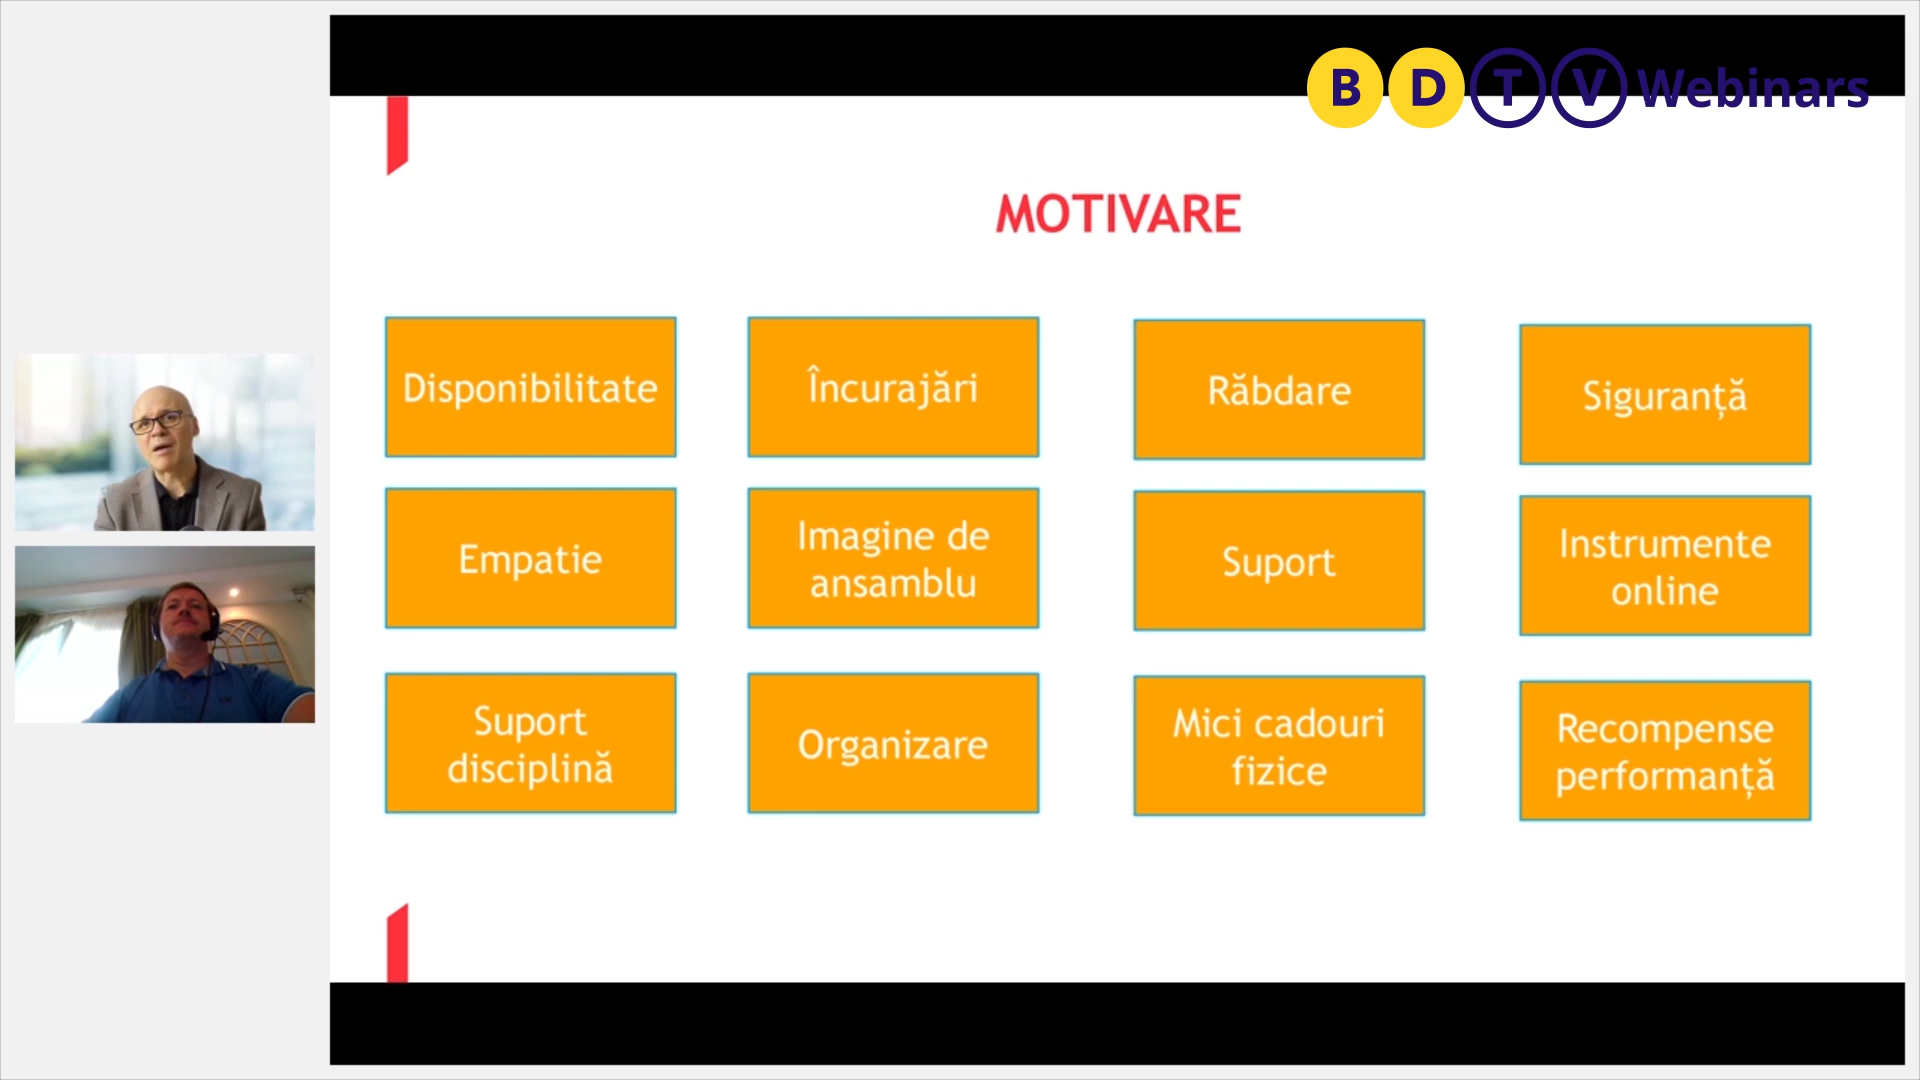 BDTV Webinars
MOTIVARE
Disponibilitate
Încurajări
Răbdare
Siguranță
Empatie
Imagine de
ansamblu
Suport
Instrumente
online
Suport
disciplină
Organizare
Mici cadouri
fizice
Recompense
performanță